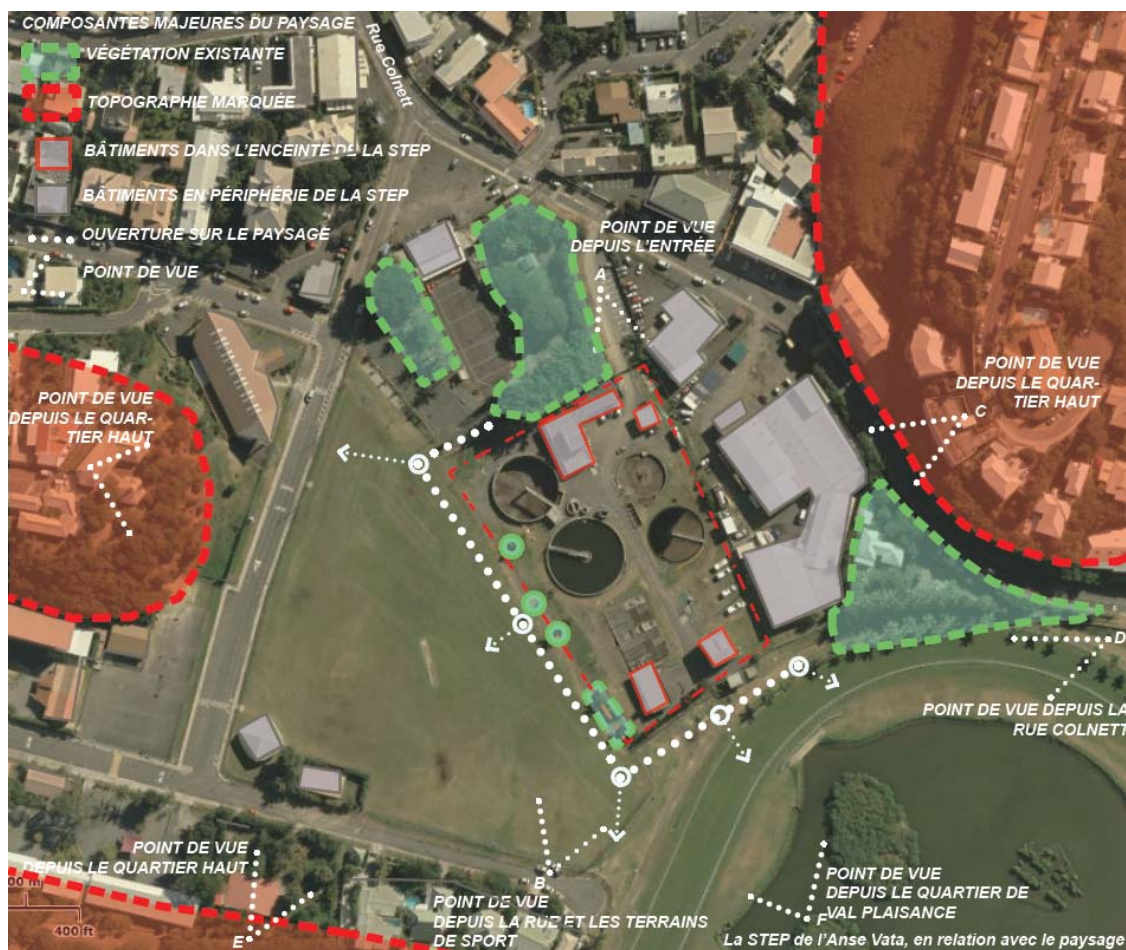 COMPOSANTES MAJEURES DU PAYSAGE
VÉGÉTATION EXISTANTE
TOPOGRAPHIE MARQUÉE
BÂTIMENTS DANS L'ENCEINTE DE LA STEP
BÂTIMENTS EN PÉRIPHÉRIE DE LA STEP
OUVERTURE SUR LE PAYSAGE
POINT DE VUE
Rue Colnett
POINT DE VUE
DEPUIS L'ENTRÉE
A
POINT DE VUE
DEPUIS LE QUAR-
TIER HAUT
C
POINT DE VUE
DEPUIS LE QUAR-
TIER HAUT
D
POINT DE VUE DEPUIS LA
RUE COLNETT
POINT DE VUE
DEPUIS LE QUARTIER HAUT
E
B
POINT DE VUE
DEPUIS LA RUE ET LES TERRAINS
DE SPORT
POINT DE VUE
DEPUIS LE QUARTIER DE
VAL PLAISANCE
F
400 ft
La STEP de l'Anse Vata, en relation avec le paysage